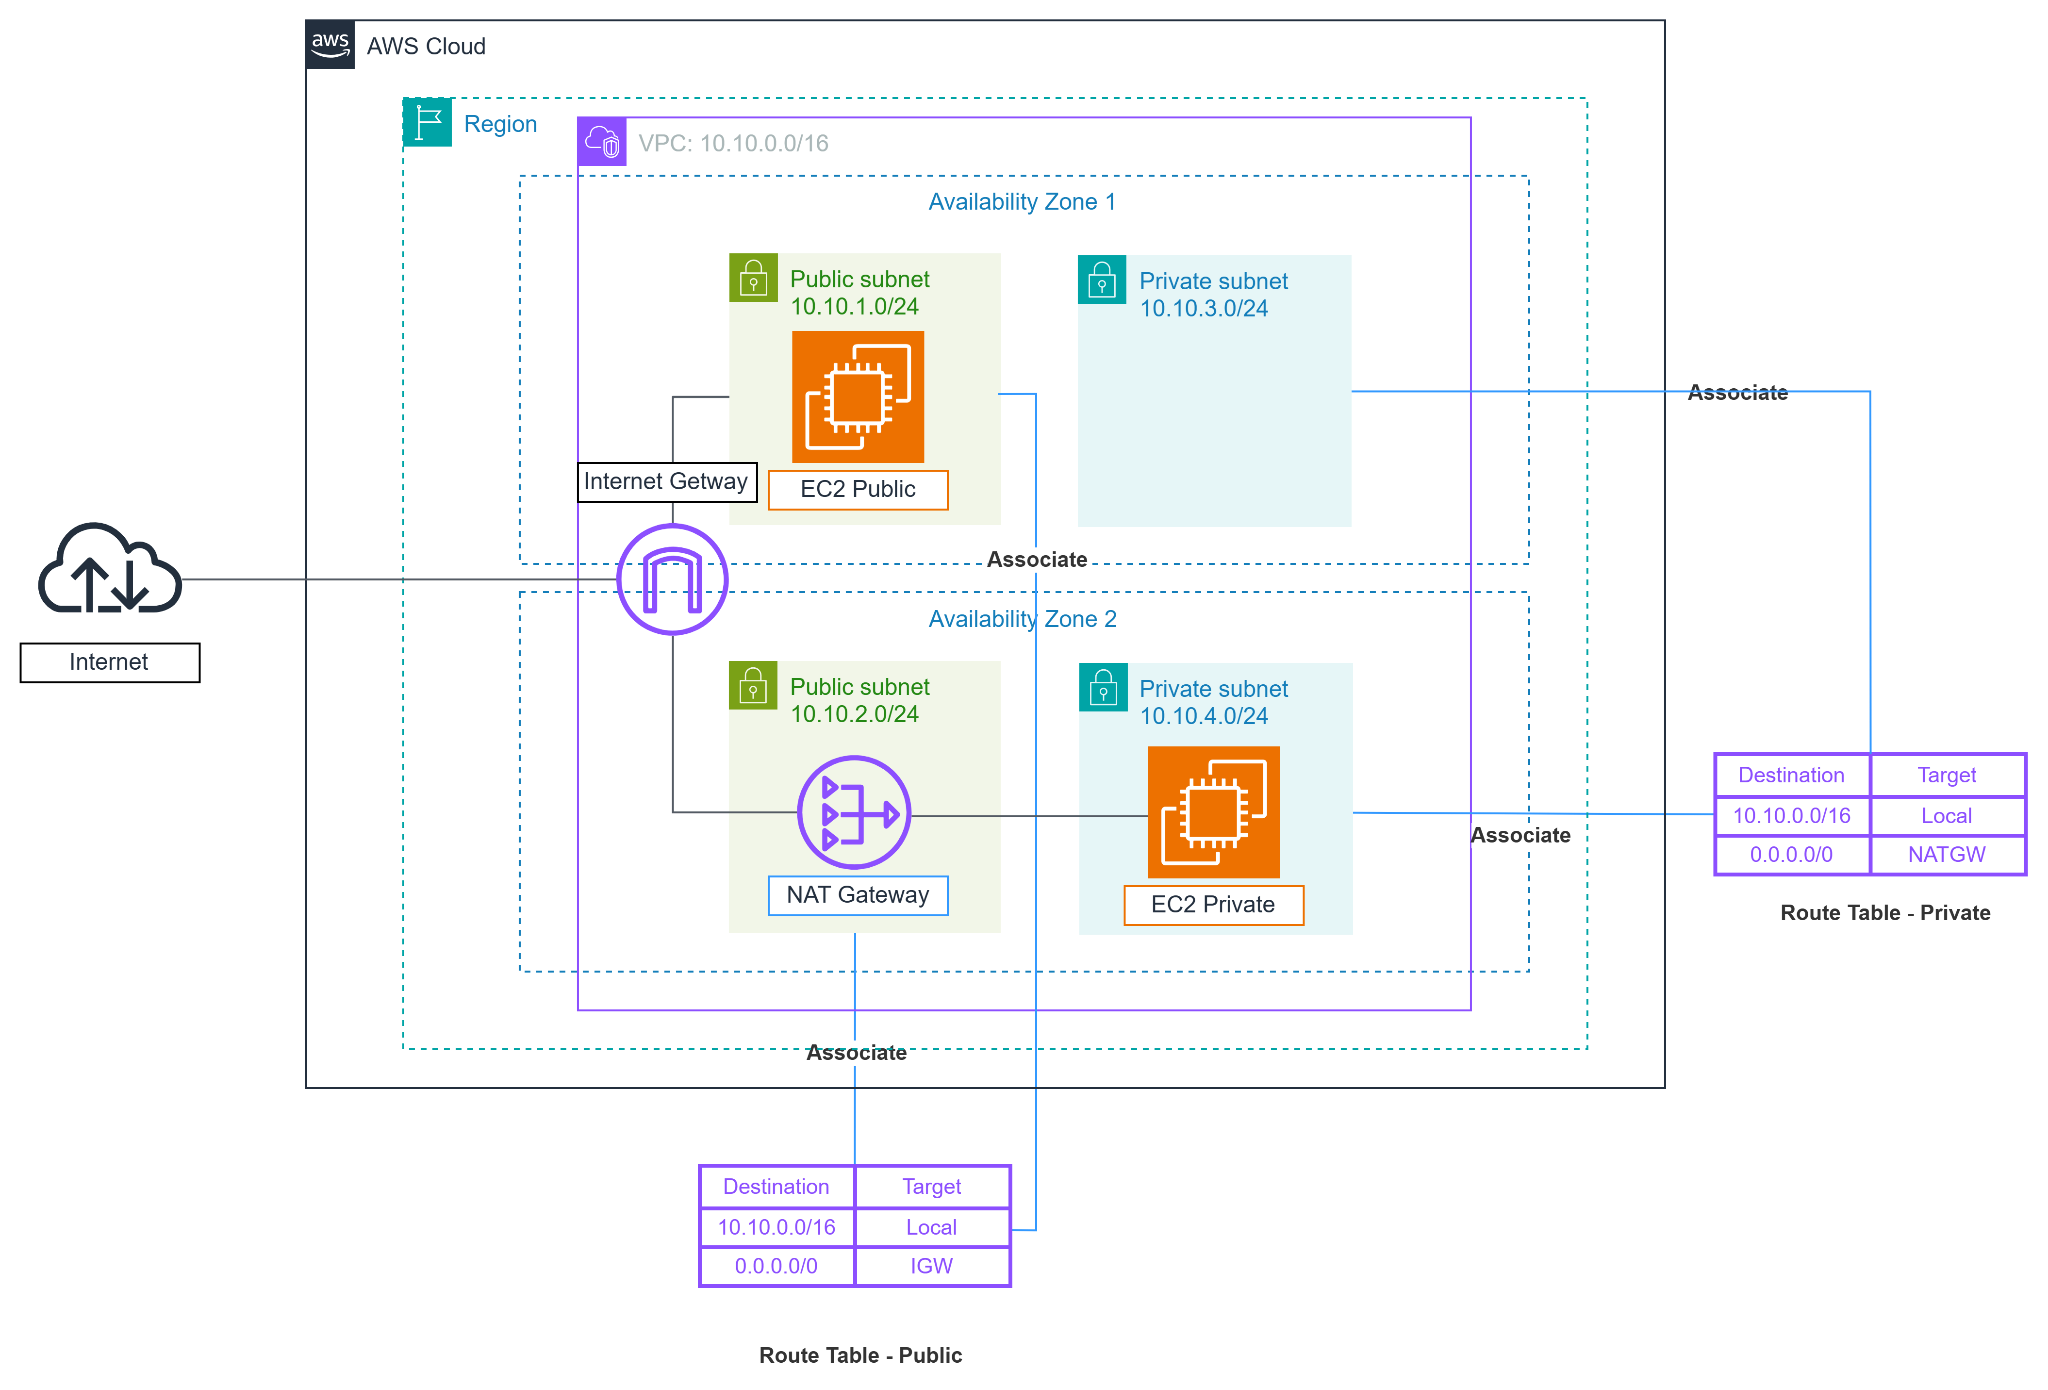 aws
AWS Cloud
Region
VPC: 10.10.0.0/16
Availability Zone 1
Public subnet
10.10.1.0/24
Private subnet
10.10.3.0/24
Associate
Internet Getway
EC2 Public
Associate
Internet
Availability Zone 2
Public subnet
10.10.2.0/24
Private subnet
10.10.4.0/24
NAT Gateway
EC2 Private
Associate
Destination Target
10.10.0.0/16 Local
0.0.0.0/0 NATGW
Route Table - Private
Associate
Destination Target
10.10.0.0/16 Local
0.0.0.0/0 IGW
Route Table - Public